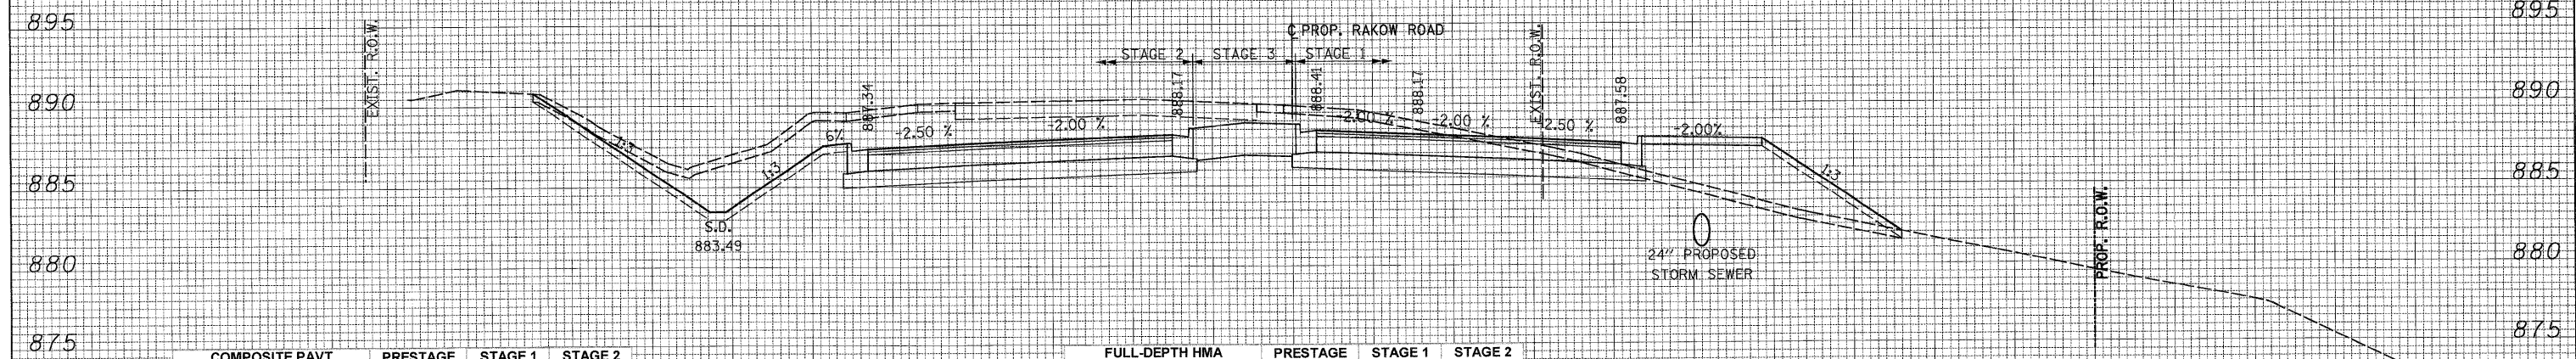 895
895
EXIST. R.O.W.
℄ PROP. RAKOW ROAD
EXIST. R.O.W.
STAGE 2
STAGE 3
STAGE 1
890
890
887.34
888.17
888.41
888.17
887.58
6%
-2.50 %
-2.00 %
-2.00 %
-2.00 %
-2.50 %
-2.00%
1:3
1:3
1:3
885
885
S.D.
883.49
PROP. R.O.W.
880
880
24" PROPOSED
STORM SEWER
875
875
COMPOSITE PAVT
PRESTAGE
STAGE 1
STAGE 2
FULL-DEPTH HMA
PRESTAGE
STAGE 1
STAGE 2